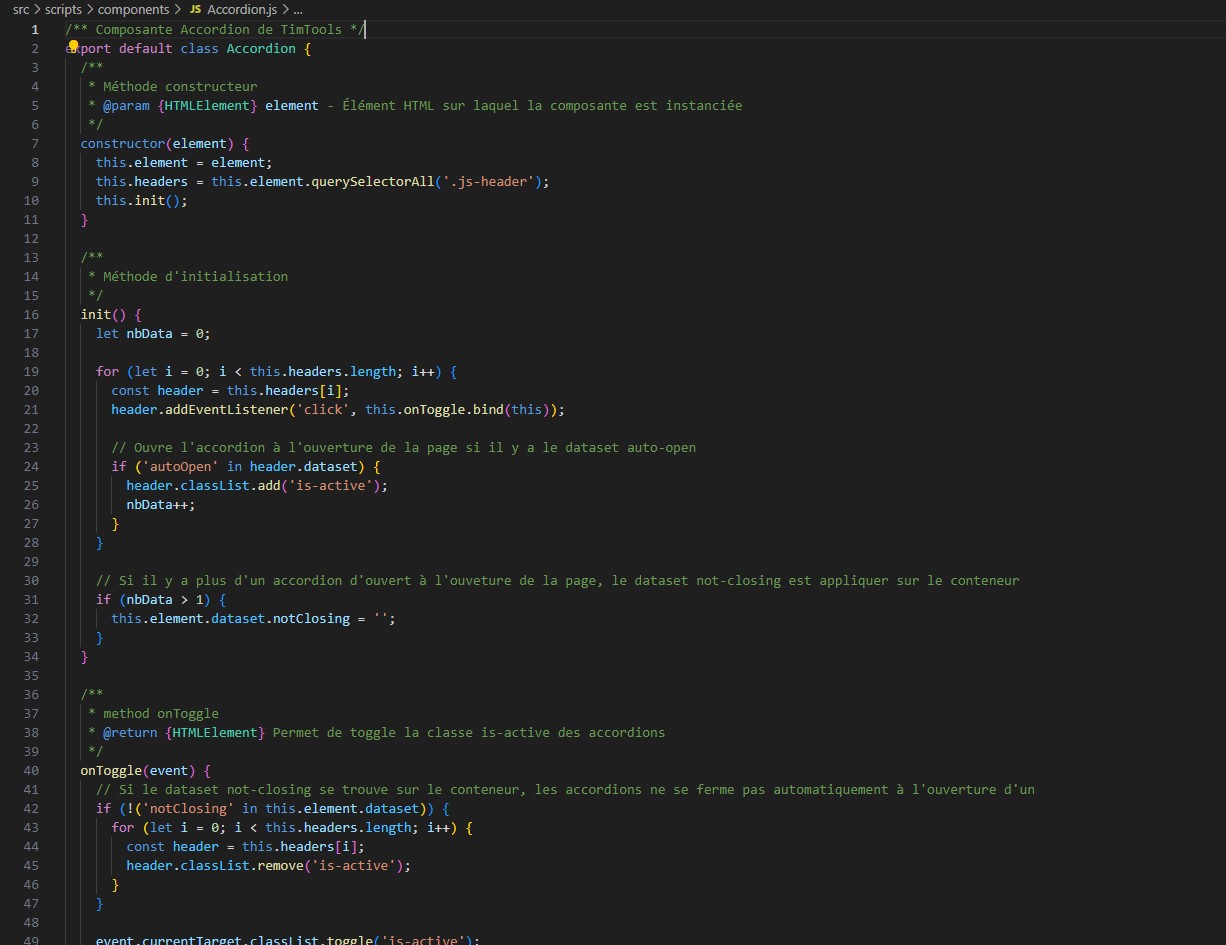 src > scripts > components > JS Accordion.js > ...
1 /** Composante Accordion de TimTools */
2 export default class Accordion {
3 /**
4 * Méthode constructeur
5 * @param {HTMLElement} element - Élément HTML sur laquel la composante est instanciée
6 */
7 constructor(element) {
8 this.element = element;
9 this.headers = this.element.querySelectorAll('.js-header');
10 this.init();
11 }
12
13 /**
14 * Méthode d'initialisation
15 */
16 init() {
17 let nbData = 0;
18
19 for (let i = 0; i < this.headers.length; i++) {
20 const header = this.headers[i];
21 header.addEventListener('click', this.onToggle.bind(this));
22
23 // Ouvre l'accordion à l'ouverture de la page si il y a le dataset auto-open
24 if ('autoOpen' in header.dataset) {
25 header.classList.add('is-active');
26 nbData++;
27 }
28 }
29
30 // Si il y a plus d'un accordion d'ouvert à l'ouveture de la page, le dataset not-closing est appliquer sur le conteneur
31 if (nbData > 1) {
32 this.element.dataset.notClosing = '';
33 }
34 }
35
36 /**
37 * method onToggle
38 * @return {HTMLElement} Permet de toggle la classe is-active des accordions
39 */
40 onToggle(event) {
41 // Si le dataset not-closing se trouve sur le conteneur, les accordions ne se ferme pas automatiquement à l'ouverture d'un
42 if (!('notClosing' in this.element.dataset)) {
43 for (let i = 0; i < this.headers.length; i++) {
44 const header = this.headers[i];
45 header.classList.remove('is-active');
46 }
47 }
48
49 event.currentTarget.classList.toggle('is-active');